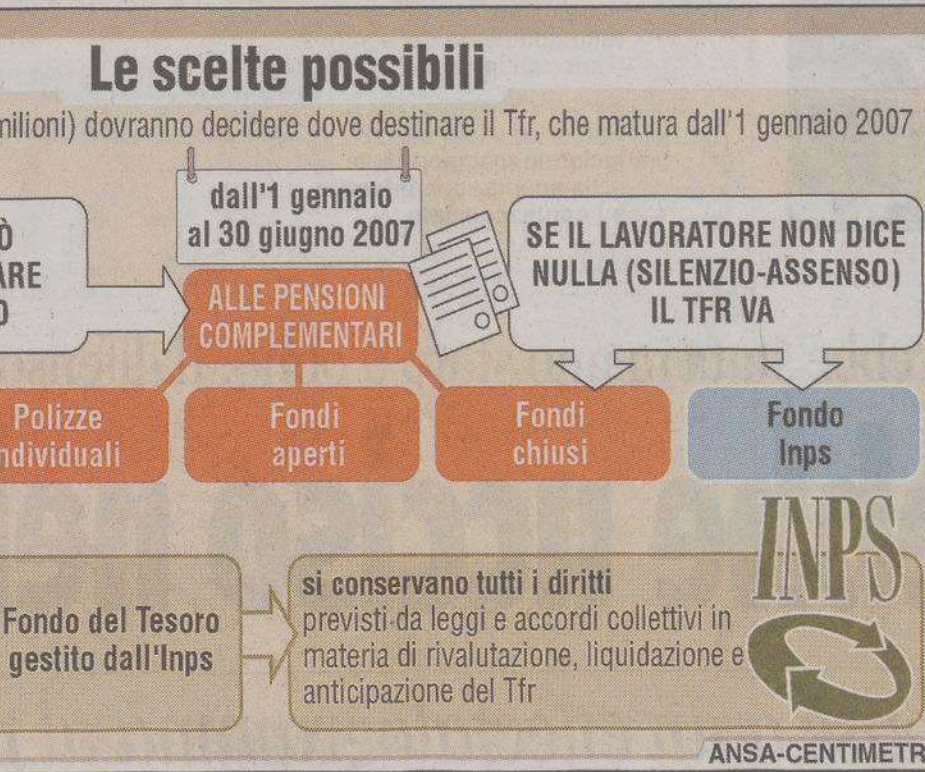 Le scelte possibili
milioni) dovranno decidere dove destinare il Tfr, che matura dall'1 gennaio 2007
dall'1 gennaio
al 30 giugno 2007
Ò
ARE
O
ALLE PENSIONI
COMPLEMENTARI
SE IL LAVORATORE NON DICE
NULLA (SILENZIO-ASSENSO)
IL TFR VA
Polizze
individuali
Fondi
aperti
Fondi
chiusi
Fondo
Inps
INPS
Fondo del Tesoro
gestito dall'Inps
si conservano tutti i diritti
previsti da leggi e accordi collettivi in
materia di rivalutazione, liquidazione e
anticipazione del Tfr
ANSA-CENTIMETR